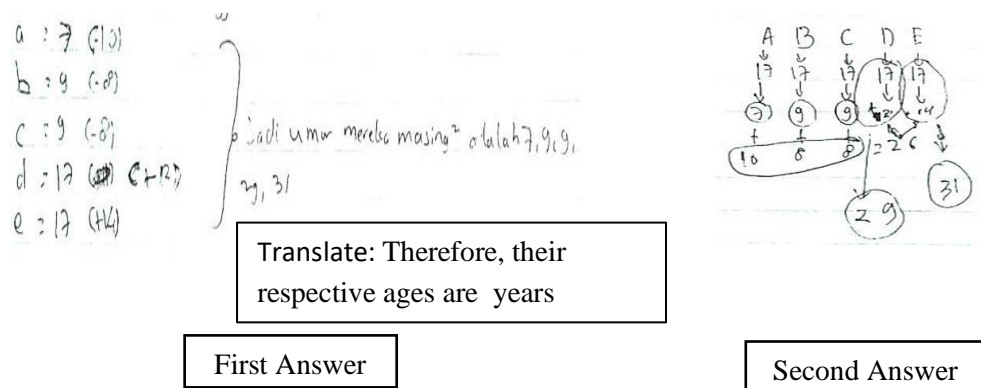 a : 7 (-10)
b : 9 (-8)
c : 9 (-8)
d : 17 (+12)
e : 17 (+14)
Jadi umur mereka masing² adalah 7, 9, 9,
29, 31
Translate: Therefore, their
respective ages are years
First Answer
A B C D E
17 17 17 17 17
7 9 9 +12 +14
10 8 8 = 26
29
31
Second Answer